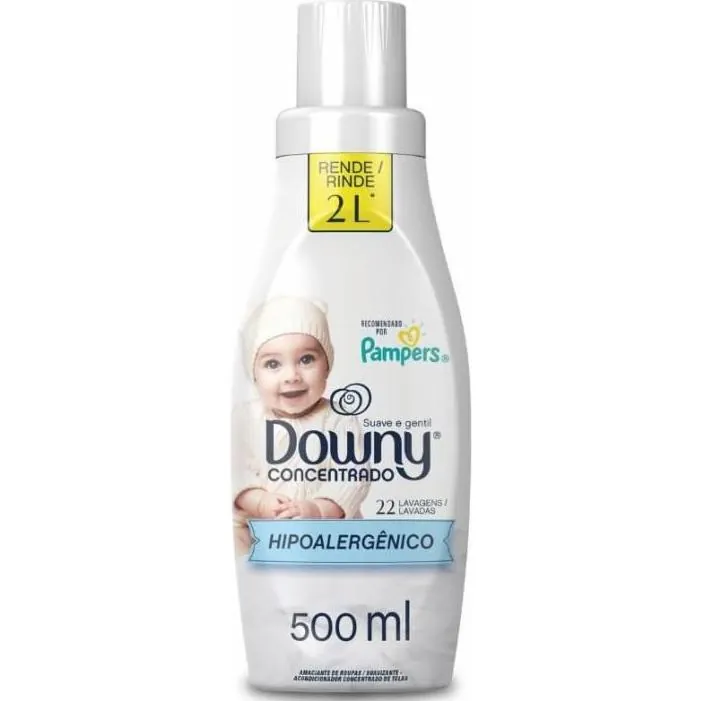 RENDE /
RINDE
2 L*
RECOMENDADO
POR
Pampers®
Suave e gentil
Downy®
CONCENTRADO
22 LAVAGENS /
LAVADAS
HIPOALERGÊNICO
500 ml
AMACIANTE DE ROUPAS / SUAVIZANTE -
ACONDICIONADOR CONCENTRADO DE TELAS